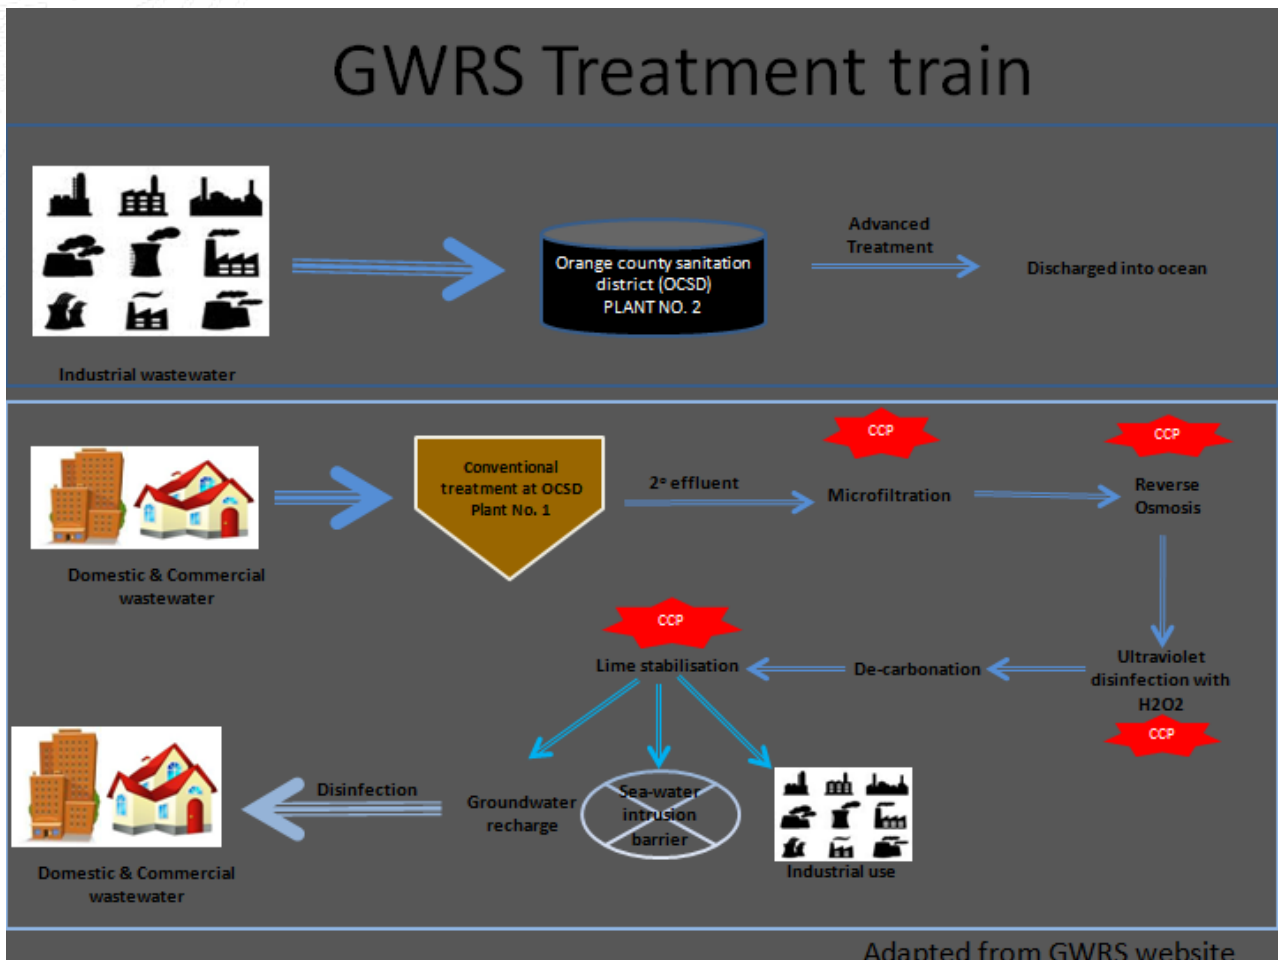 GWRS Treatment train
Orange county sanitation
district (OCSD)
PLANT NO. 2
Advanced
Treatment
Discharged into ocean
Industrial wastewater
CCP
CCP
Conventional
treatment at OCSD
Plant No. 1
2° effluent
Microfiltration
Reverse
Osmosis
Domestic & Commercial
wastewater
CCP
Lime stabilisation
De-carbonation
Ultraviolet
disinfection with
H2O2
CCP
Disinfection
Groundwater
recharge
Sea-water
intrusion
barrier
Industrial use
Domestic & Commercial
wastewater
Adapted from GWRS website